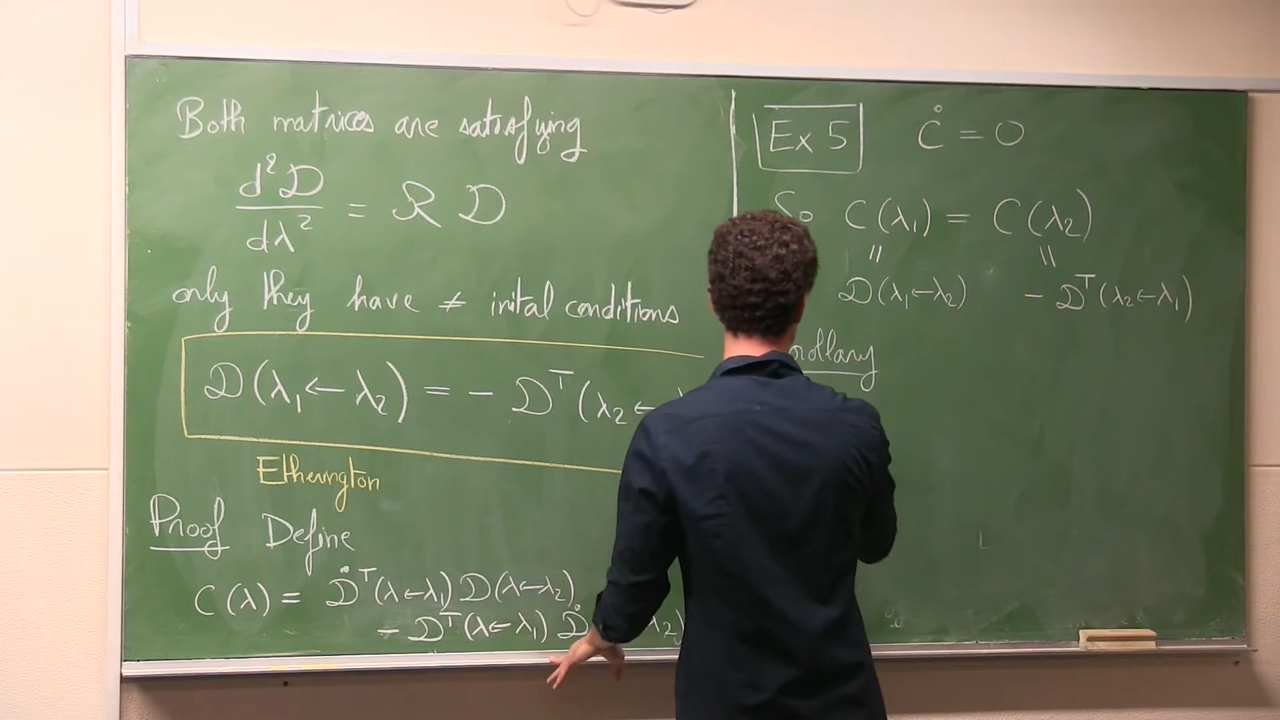 Both matrices are satisfying
d²𝒟/dλ² = ℛ 𝒟
only they have ≠ inital conditions
𝒟(λ₁←λ₂) = - 𝒟ᵀ(λ₂←
Etherington
Proof Define
C(λ) = 𝒟̊ᵀ(λ←λ₁) 𝒟(λ←λ₂)
- 𝒟ᵀ(λ←λ₁) 𝒟̊ λ₂)
Ex 5 C̊ = 0
So C(λ₁) = C(λ₂)
= =
𝒟(λ₁←λ₂) - 𝒟ᵀ(λ₂←λ₁)